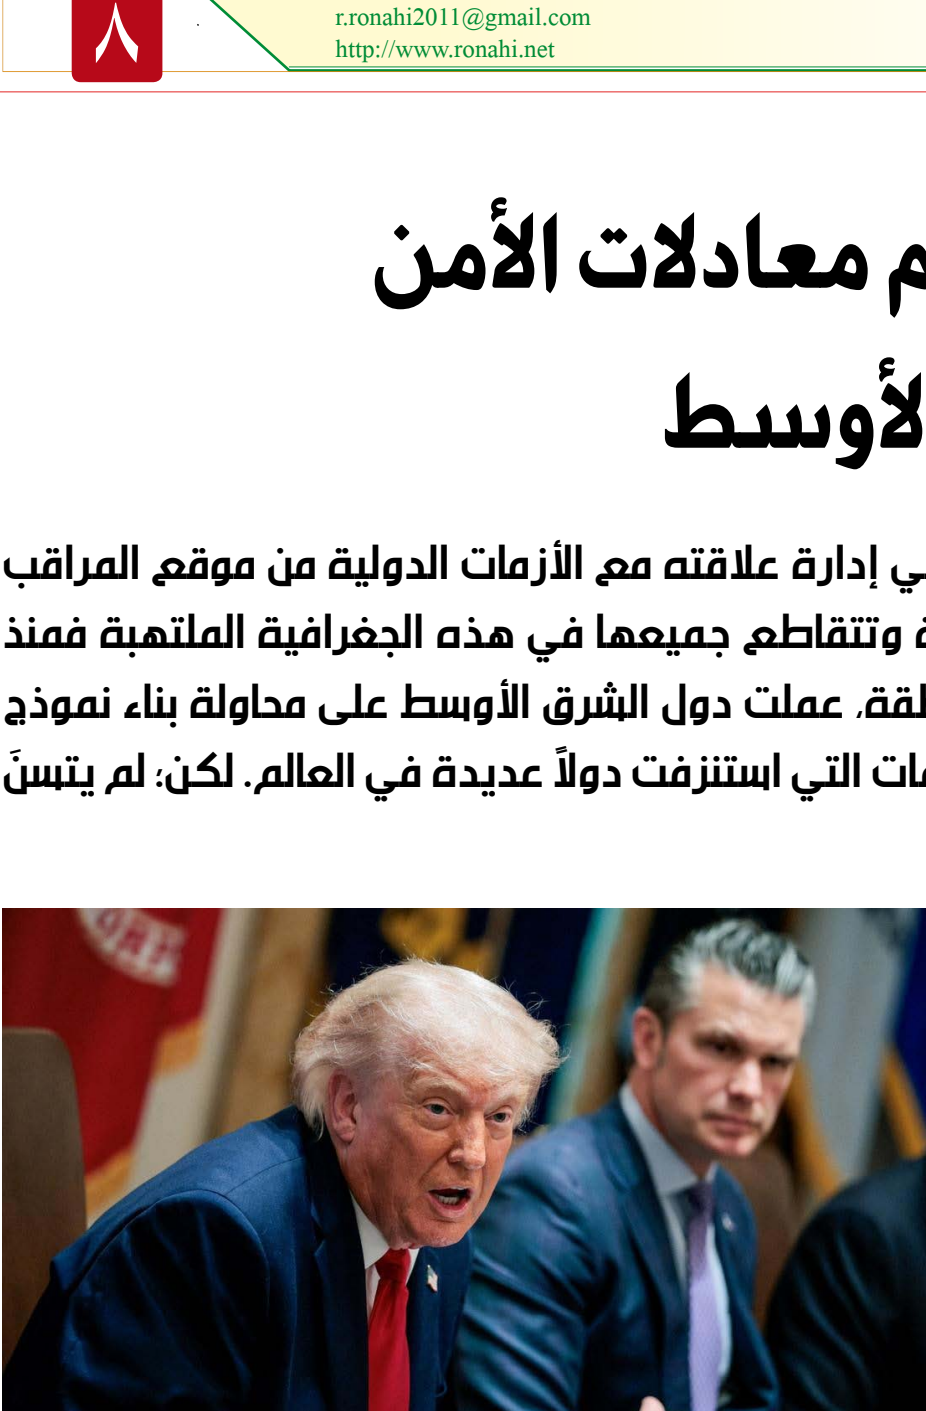 ٨
r.ronahi2011@gmail.com
http://www.ronahi.net
م معادلات الأمن
لأوسط
ي إدارة علاقته مع الأزمات الدولية من موقع المراقب
ة وتتقاطع جميعها في هذه الجغرافية الملتهبة فمنذ
لقة، عملت دول الشرق الأوسط على محاولة بناء نموذج
ات التي استنزفت دولاً عديدة في العالم. لكن؛ لم يتسنَ